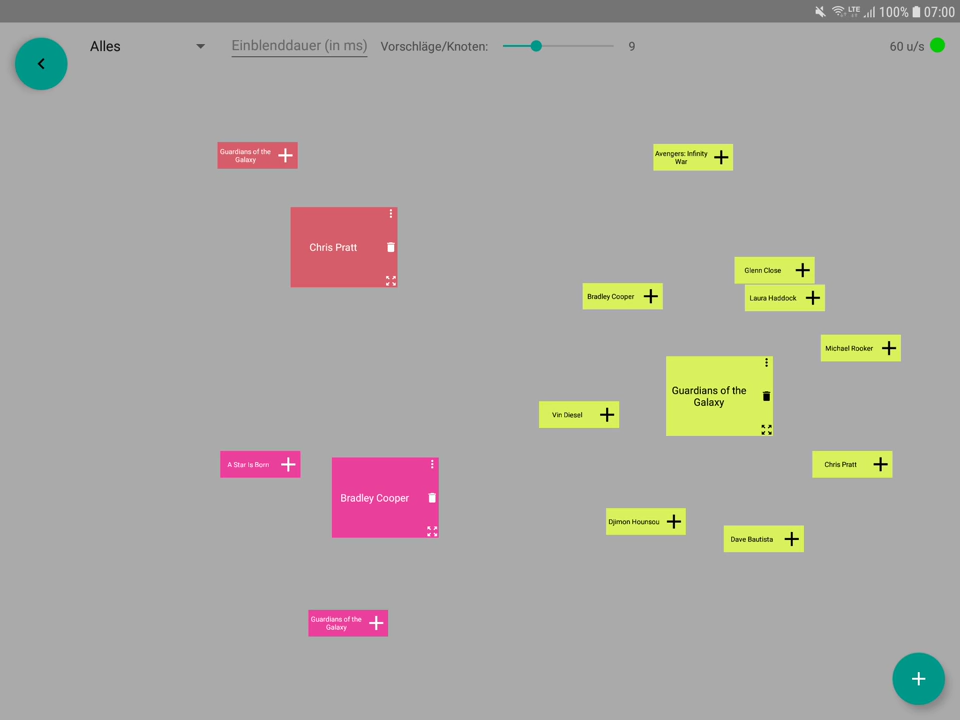 LTE 100% 07:00
Alles
Einblenddauer (in ms)
Vorschläge/Knoten:
9
60 u/s
Guardians of the
Galaxy
Avengers: Infinity
War
Chris Pratt
Glenn Close
Bradley Cooper
Laura Haddock
Michael Rooker
Guardians of the
Galaxy
Vin Diesel
A Star Is Born
Chris Pratt
Bradley Cooper
Djimon Hounsou
Dave Bautista
Guardians of the
Galaxy